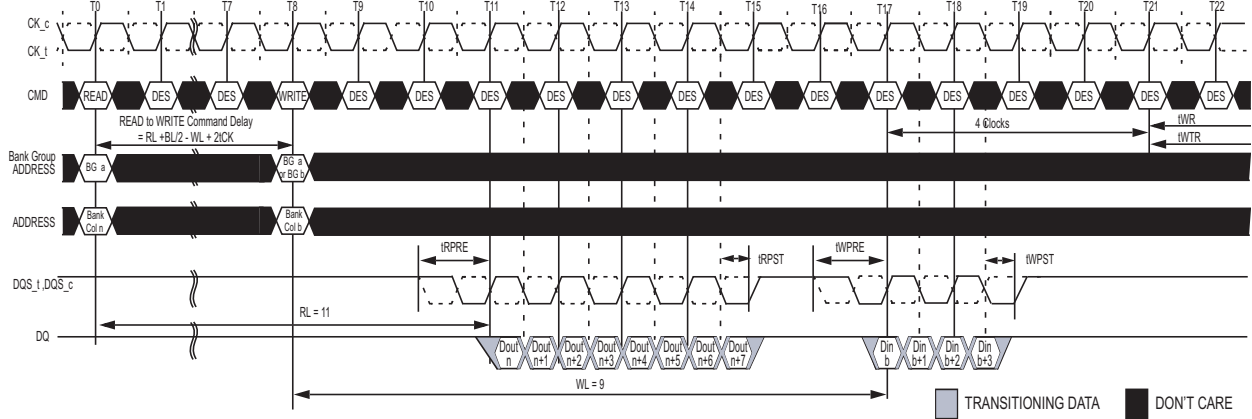 T0 T1 T7 T8 T9 T10 T11 T12 T13 T14 T15 T16 T17 T18 T19 T20 T21 T22
CK_c
CK_t
CMD READ DES DES WRITE DES DES DES DES DES DES DES DES DES DES DES DES DES DES
READ to WRITE Command Delay
= RL +BL/2 - WL + 2tCK
4 Clocks
tWR
tWTR
Bank Group
ADDRESS
BG a
BG a
or BG b
ADDRESS
Bank
Col n
Bank
Col b
tRPRE tRPST tWPRE tWPST
DQS_t ,DQS_c
RL = 11
DQ
Dout
n
Dout
n+1
Dout
n+2
Dout
n+3
Dout
n+4
Dout
n+5
Dout
n+6
Dout
n+7
Din
b
Din
b+1
Din
b+2
Din
b+3
WL = 9
TRANSITIONING DATA DON'T CARE